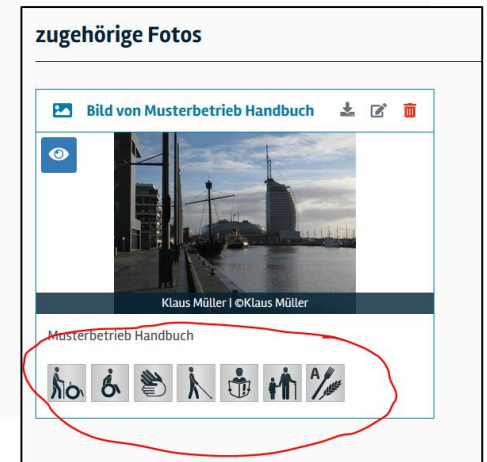 zugehörige Fotos
Bild von Musterbetrieb Handbuch
Klaus Müller | ©Klaus Müller
Musterbetrieb Handbuch
A